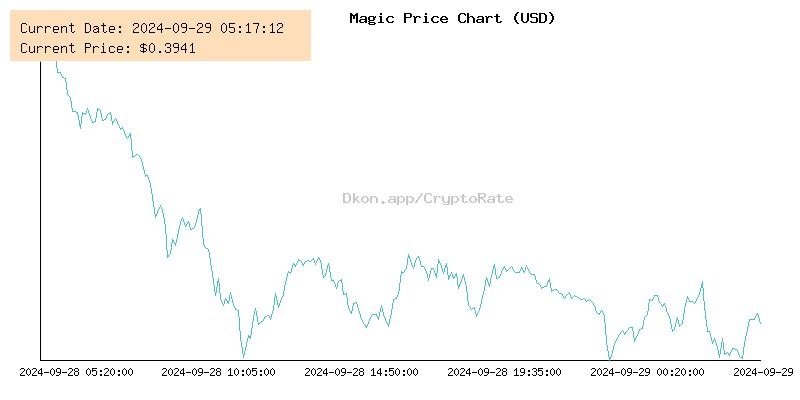 Magic Price Chart (USD)
Current Date: 2024-09-29 05:17:12
Current Price: $0.3941
Dkon.app/CryptoRate
2024-09-28 05:20:00 2024-09-28 10:05:00 2024-09-28 14:50:00 2024-09-28 19:35:00 2024-09-29 00:20:00 2024-09-29